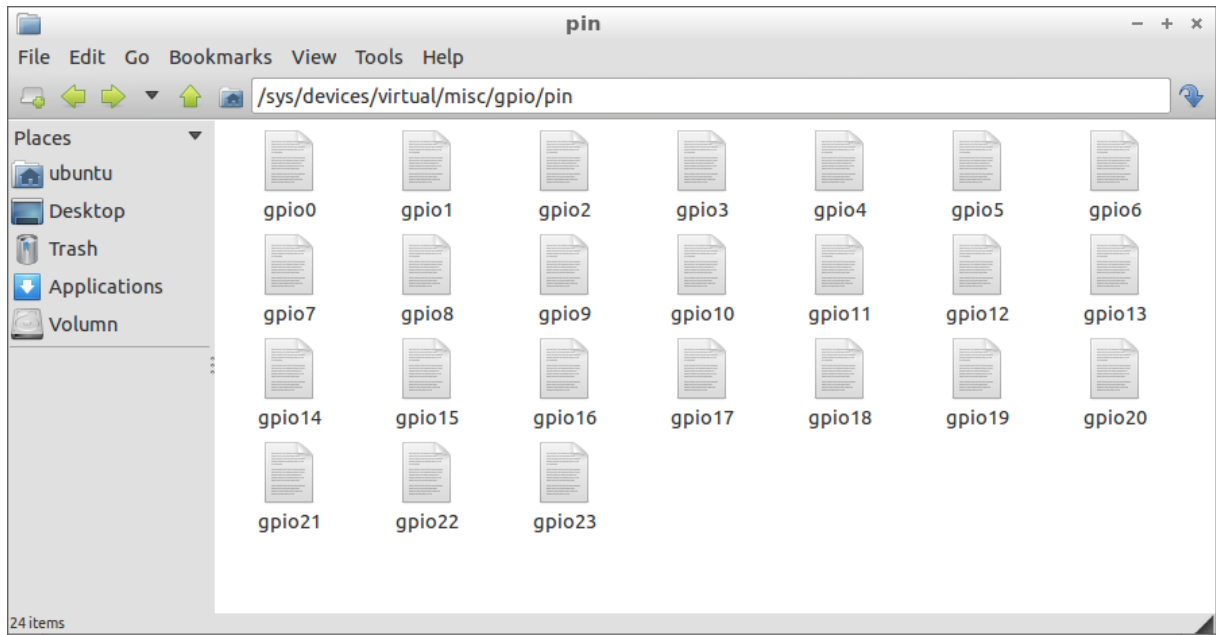 pin
File Edit Go Bookmarks View Tools Help
/sys/devices/virtual/misc/gpio/pin
Places
ubuntu
Desktop
Trash
Applications
Volumn
gpio0 gpio1 gpio2 gpio3 gpio4 gpio5 gpio6
gpio7 gpio8 gpio9 gpio10 gpio11 gpio12 gpio13
gpio14 gpio15 gpio16 gpio17 gpio18 gpio19 gpio20
gpio21 gpio22 gpio23
24 items